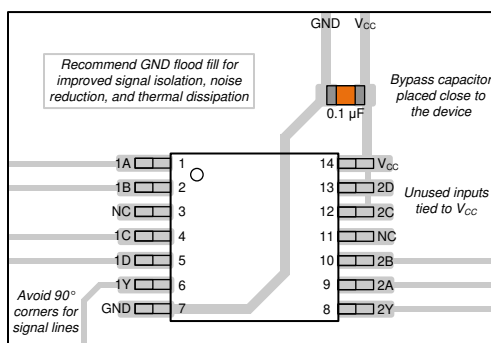 GND VCC
Recommend GND flood fill for
improved signal isolation, noise
reduction, and thermal dissipation
Bypass capacitor
placed close to
the device
0.1 µF
1A 1 14 VCC
1B 2 13 2D
Unused inputs
tied to VCC
NC 3 12 2C
1C 4 11 NC
1D 5 10 2B
1Y 6 9 2A
GND 7 8 2Y
Avoid 90°
corners for
signal lines